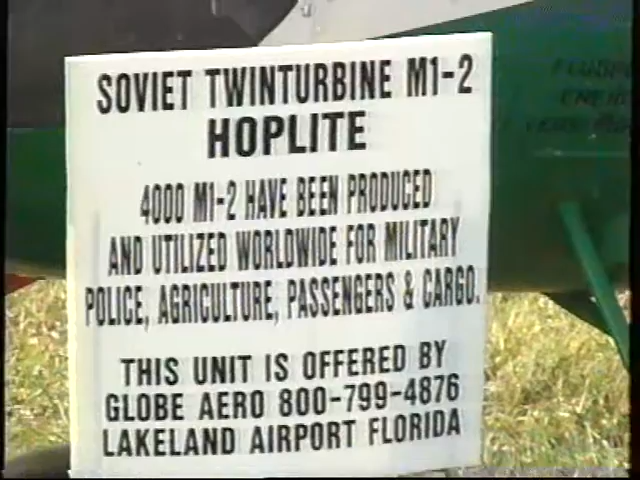 SOVIET TWINTURBINE M1-2
HOPLITE
4000 M1-2 HAVE BEEN PRODUCED
AND UTILIZED WORLDWIDE FOR MILITARY
POLICE, AGRICULTURE, PASSENGERS & CARGO.
THIS UNIT IS OFFERED BY
GLOBE AERO 800-799-4876
LAKELAND AIRPORT FLORIDA